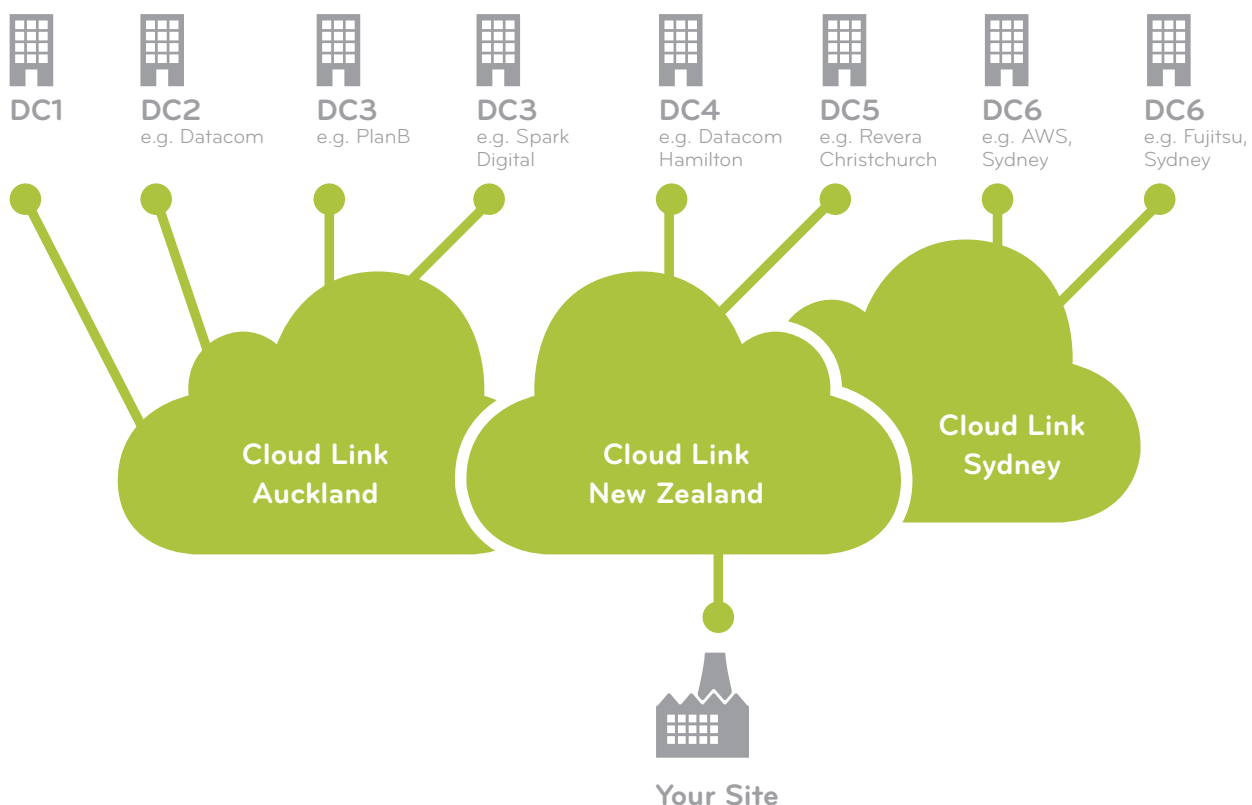 DC1
DC2
e.g. Datacom
DC3
e.g. PlanB
DC3
e.g. Spark
Digital
DC4
e.g. Datacom
Hamilton
DC5
e.g. Revera
Christchurch
DC6
e.g. AWS,
Sydney
DC6
e.g. Fujitsu,
Sydney
Cloud Link
Auckland
Cloud Link
New Zealand
Cloud Link
Sydney
Your Site